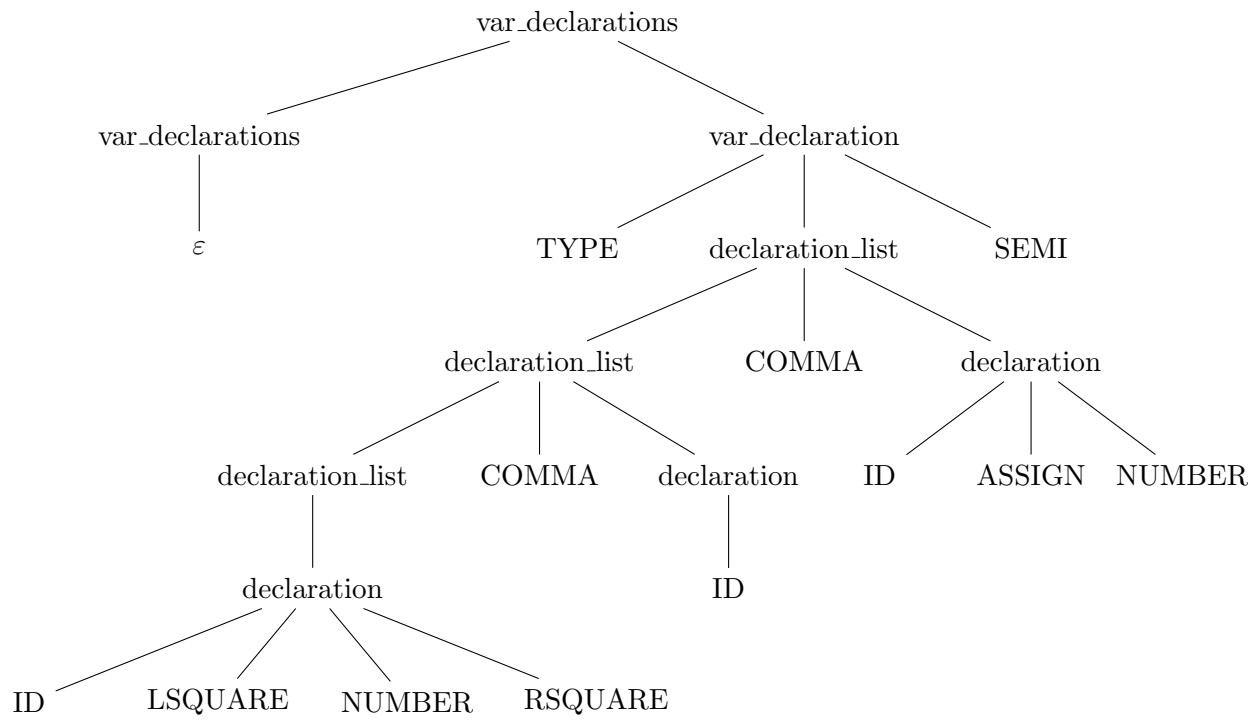 var_declarations
var_declarations var_declaration
ε TYPE declaration_list SEMI
declaration_list COMMA declaration
declaration_list COMMA declaration ID ASSIGN NUMBER
declaration ID
ID LSQUARE NUMBER RSQUARE